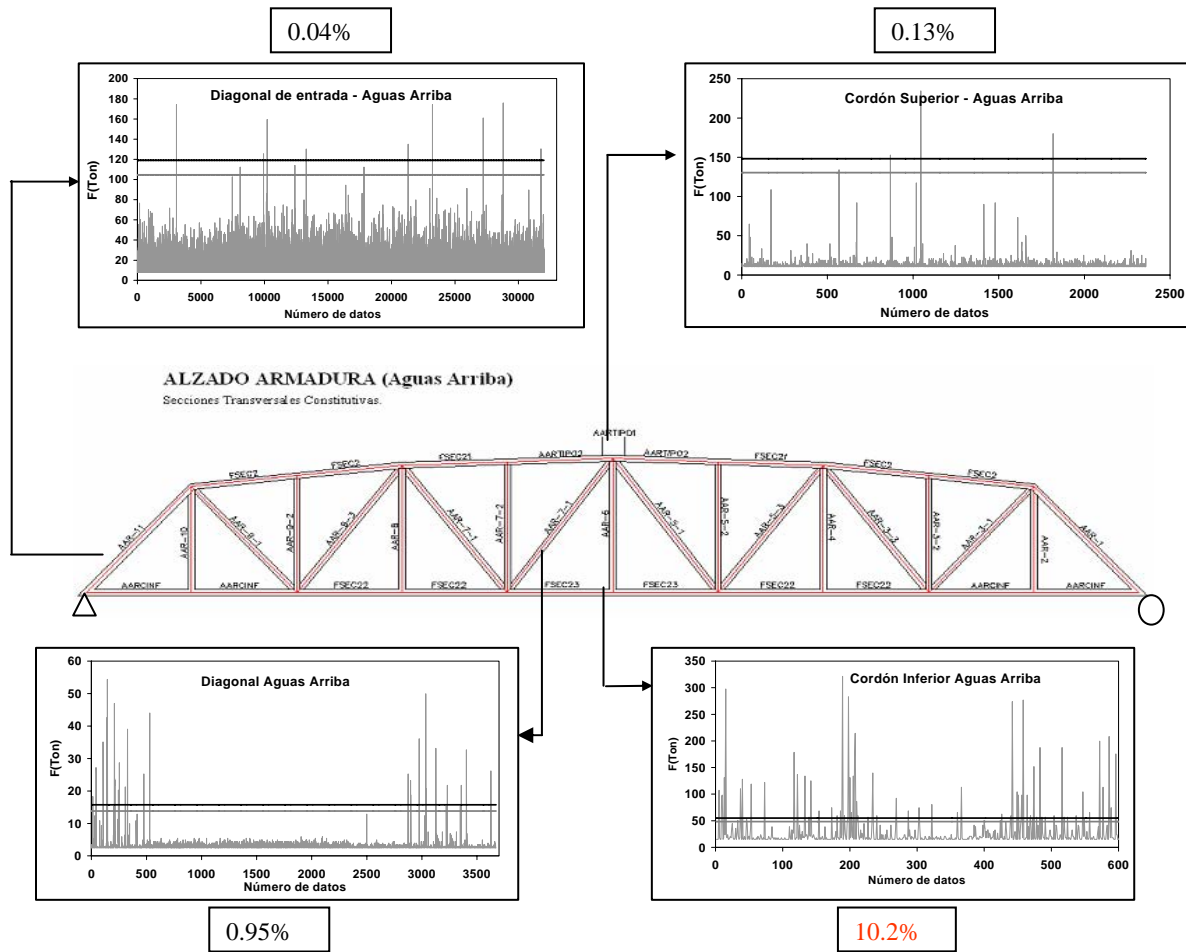 0.04%
0.13%
Diagonal de entrada - Aguas Arriba
F(Ton)
200
180
160
140
120
100
80
60
40
20
0
0 5000 10000 15000 20000 25000 30000
Número de datos
Cordón Superior - Aguas Arriba
F(Ton)
250
200
150
100
50
0
0 500 1000 1500 2000 2500
Número de datos
ALZADO ARMADURA (Aguas Arriba)
Secciones Transversales Constitutivas.
AARTIPO1
FSEC2 FSEC2 FSEC21 AARTIPO2 AARTIPO2 FSEC21 FSEC2 FSEC2
AAR-11 AAR-10 AAR-9-2 AAR-8-3 AAR-8 AAR-7-1 AAR-7-2 AAR-7-1 AAR-6 AAR-5-1 AAR-5-2 AAR-5-3 AAR-4 AAR-3-3 AAR-3-2 AAR-3-1 AAR-2 AAR-1
AARCINF AARCINF FSEC22 FSEC22 FSEC23 FSEC23 FSEC22 FSEC22 AARCINF AARCINF
Diagonal Aguas Arriba
F(Ton)
60
50
40
30
20
10
0
0 500 1000 1500 2000 2500 3000 3500
Número de datos
Cordón Inferior Aguas Arriba
F(Ton)
350
300
250
200
150
100
50
0
0 100 200 300 400 500 600
Número de datos
0.95%
10.2%